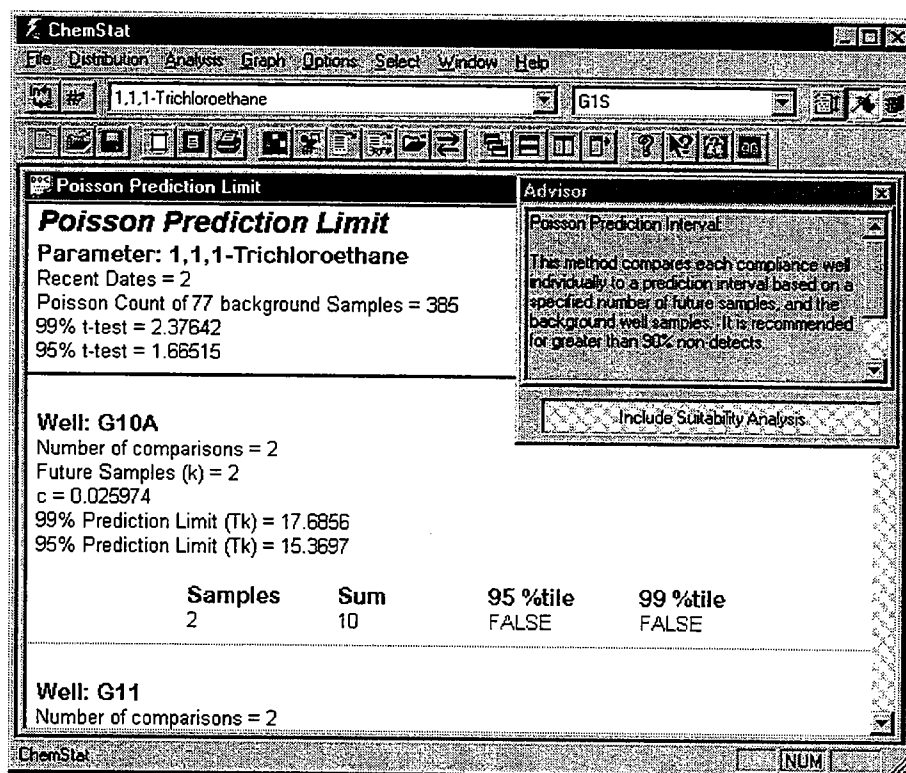 ChemStat
File Distribution Analysis Graph Options Select Window Help
1,1,1-Trichloroethane G1S
Poisson Prediction Limit
Poisson Prediction Limit
Parameter: 1,1,1-Trichloroethane
Recent Dates = 2
Poisson Count of 77 background Samples = 385
99% t-test = 2.37642
95% t-test = 1.66515
Advisor
Poisson Prediction Interval
This method compares each compliance well
individually to a prediction interval based on a
specified number of future samples, and the
background well samples. It is recommended
for greater than 90% non-detects.
Include Suitability Analysis
Well: G10A
Number of comparisons = 2
Future Samples (k) = 2
c = 0.025974
99% Prediction Limit (Tk) = 17.6856
95% Prediction Limit (Tk) = 15.3697
Samples Sum 95 %tile 99 %tile
2 10 FALSE FALSE
Well: G11
Number of comparisons = 2
ChemStat NUM